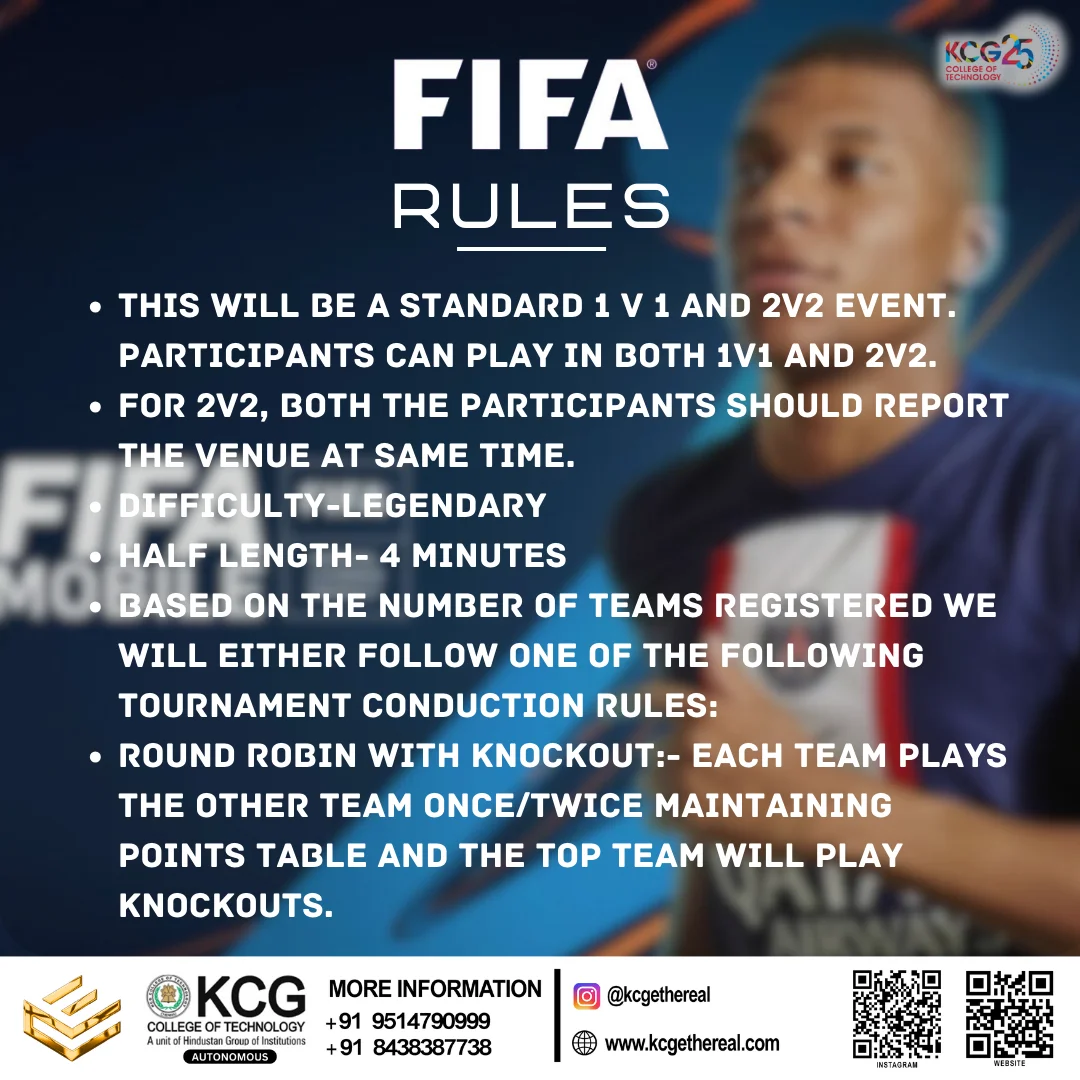 KCG25
COLLEGE OF
TECHNOLOGY
FIFA®
RULES
• THIS WILL BE A STANDARD 1 V 1 AND 2V2 EVENT.
PARTICIPANTS CAN PLAY IN BOTH 1V1 AND 2V2.
• FOR 2V2, BOTH THE PARTICIPANTS SHOULD REPORT
THE VENUE AT SAME TIME.
• DIFFICULTY-LEGENDARY
• HALF LENGTH- 4 MINUTES
• BASED ON THE NUMBER OF TEAMS REGISTERED WE
WILL EITHER FOLLOW ONE OF THE FOLLOWING
TOURNAMENT CONDUCTION RULES:
• ROUND ROBIN WITH KNOCKOUT:- EACH TEAM PLAYS
THE OTHER TEAM ONCE/TWICE MAINTAINING
POINTS TABLE AND THE TOP TEAM WILL PLAY
KNOCKOUTS.
FIFA
MOBILE
QATAR
AIRWAY
KCG
COLLEGE OF TECHNOLOGY
A unit of Hindustan Group of Institutions
AUTONOMOUS
MORE INFORMATION
+91 9514790999
+91 8438387738
@kcgethereal
www.kcgethereal.com
INSTAGRAM
WEBSITE